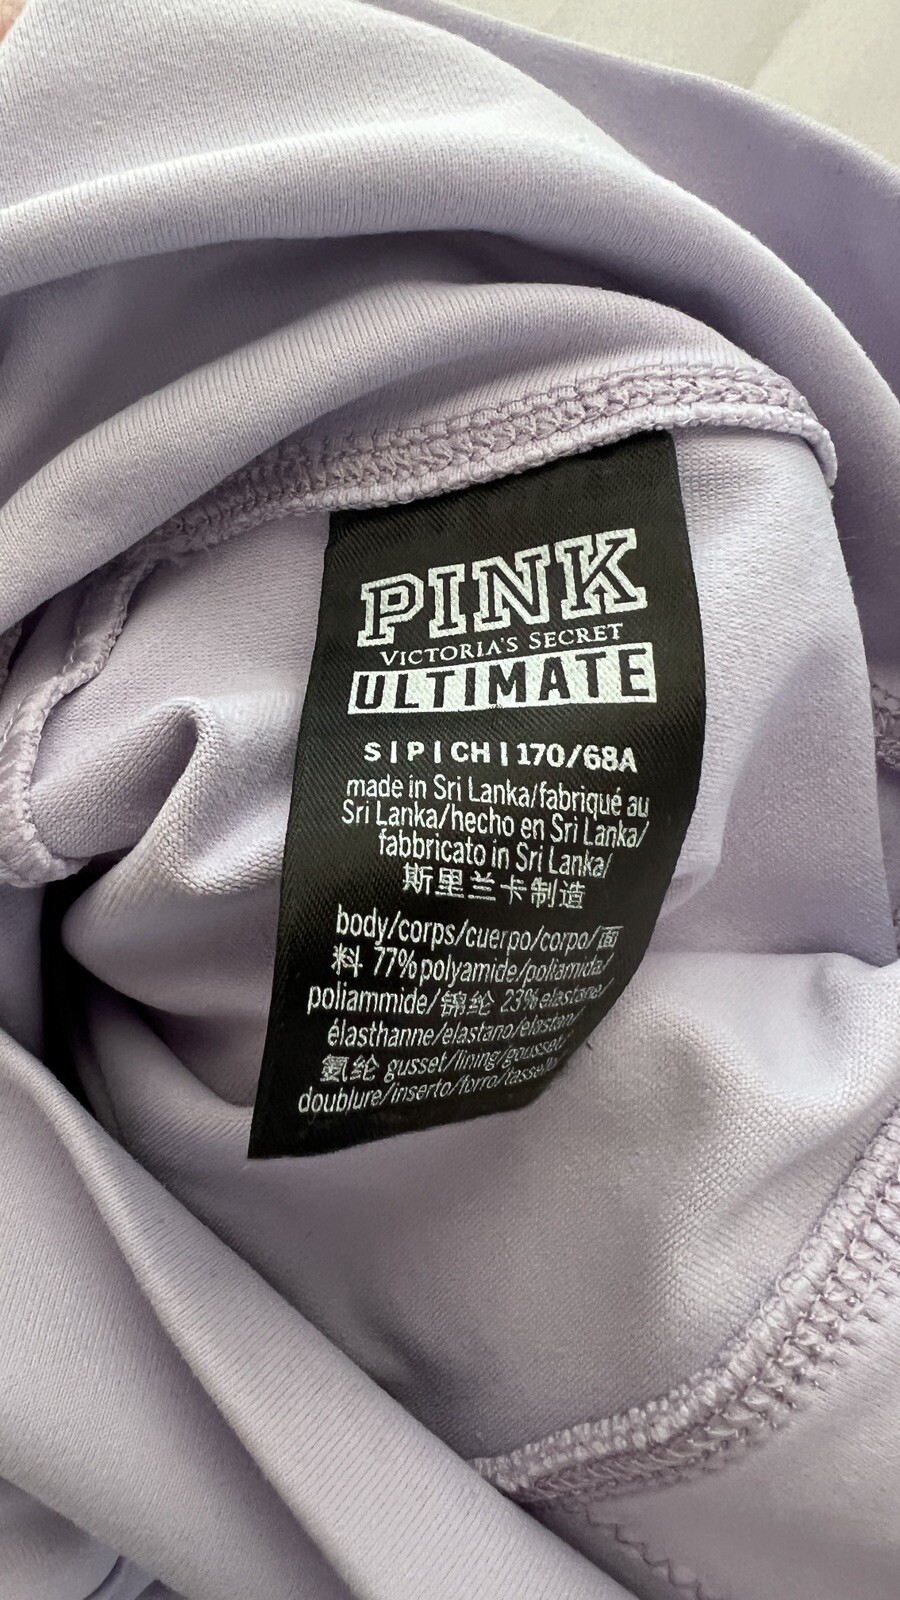 PINK
VICTORIA'S SECRET
ULTIMATE
S | P | CH | 170/68A
made in Sri Lanka/fabriqué au
Sri Lanka/hecho en Sri Lanka/
fabbricato in Sri Lanka/
斯里兰卡制造
body/corps/cuerpo/corpo/面
料 77%polyamide/poliamida/
poliammide/锦纶 23%elastane/
élasthanne/elastano/elastan/
氨纶 gusset/lining/gousset/
doublure/inserto/forro/tassello/